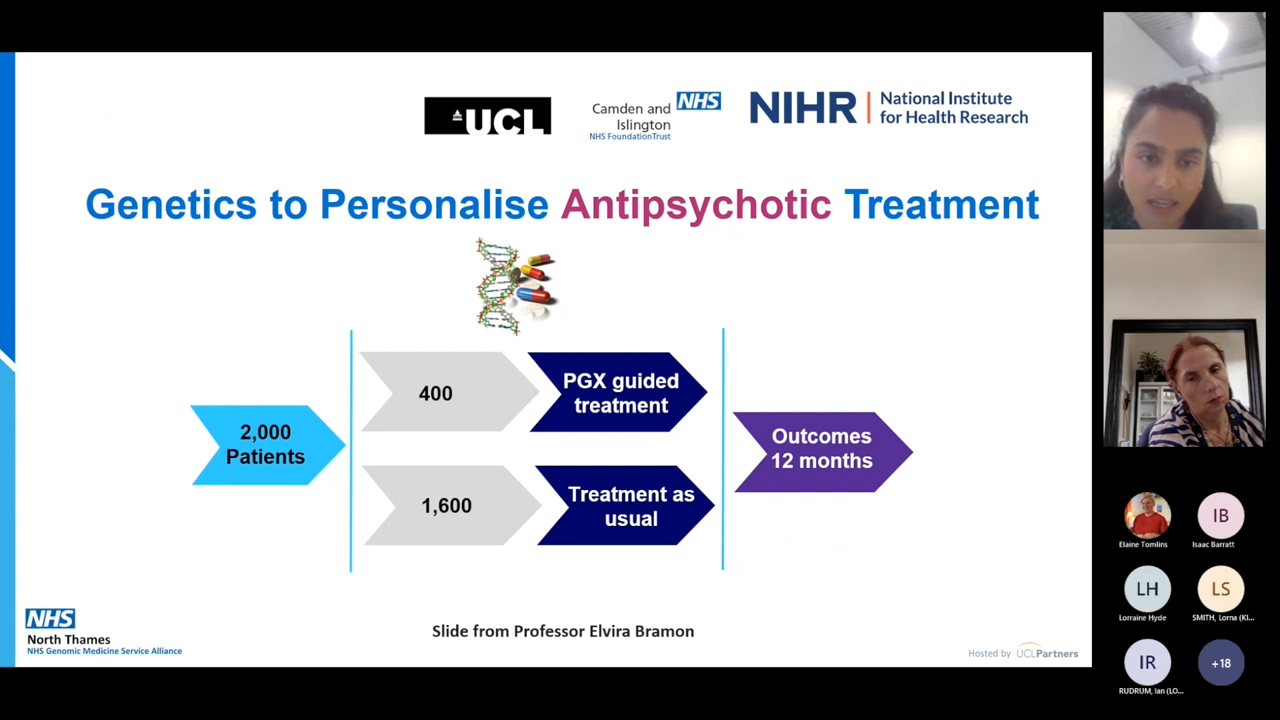 UCL
Camden and
Islington
NHS
NHS FoundationTrust
NIHR | National Institute
for Health Research
Genetics to Personalise Antipsychotic Treatment
2,000
Patients
400
PGX guided
treatment
1,600
Treatment as
usual
Outcomes
12 months
NHS
North Thames
NHS Genomic Medicine Service Alliance
Slide from Professor Elvira Bramon
Hosted by UCLPartners
Elaine Tomlins
IB
Isaac Barratt
LH
Lorraine Hyde
LS
SMITH, Lorna (KI...
IR
RUDRUM, Ian (LO...
+18